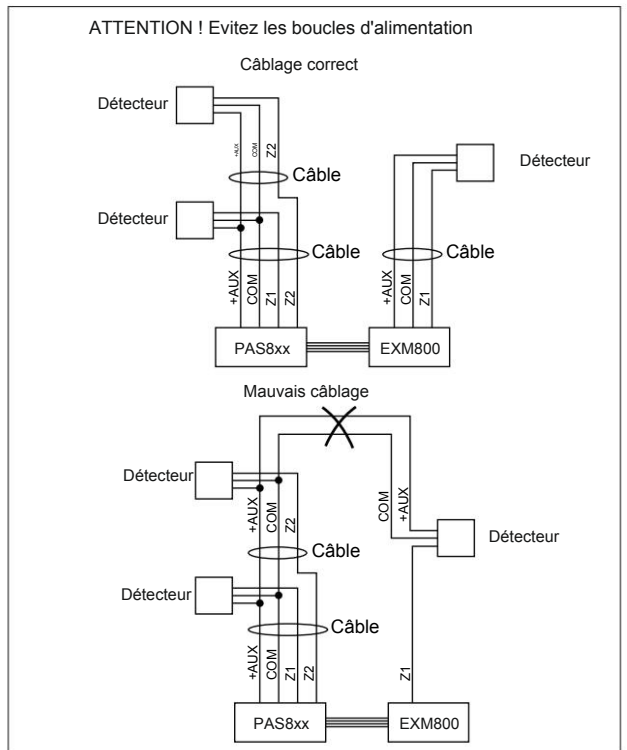 ATTENTION ! Evitez les boucles d'alimentation
Câblage correct
Détecteur
+AUX
COM
Z2
Câble
Détecteur
Câble
+AUX
COM
Z1
Z2
PAS8xx
Détecteur
Câble
+AUX
COM
Z1
EXM800
Mauvais câblage
Détecteur
+AUX
COM
Z2
Câble
Détecteur
Câble
+AUX
COM
Z1
Z2
PAS8xx
COM
+AUX
Détecteur
Z1
EXM800